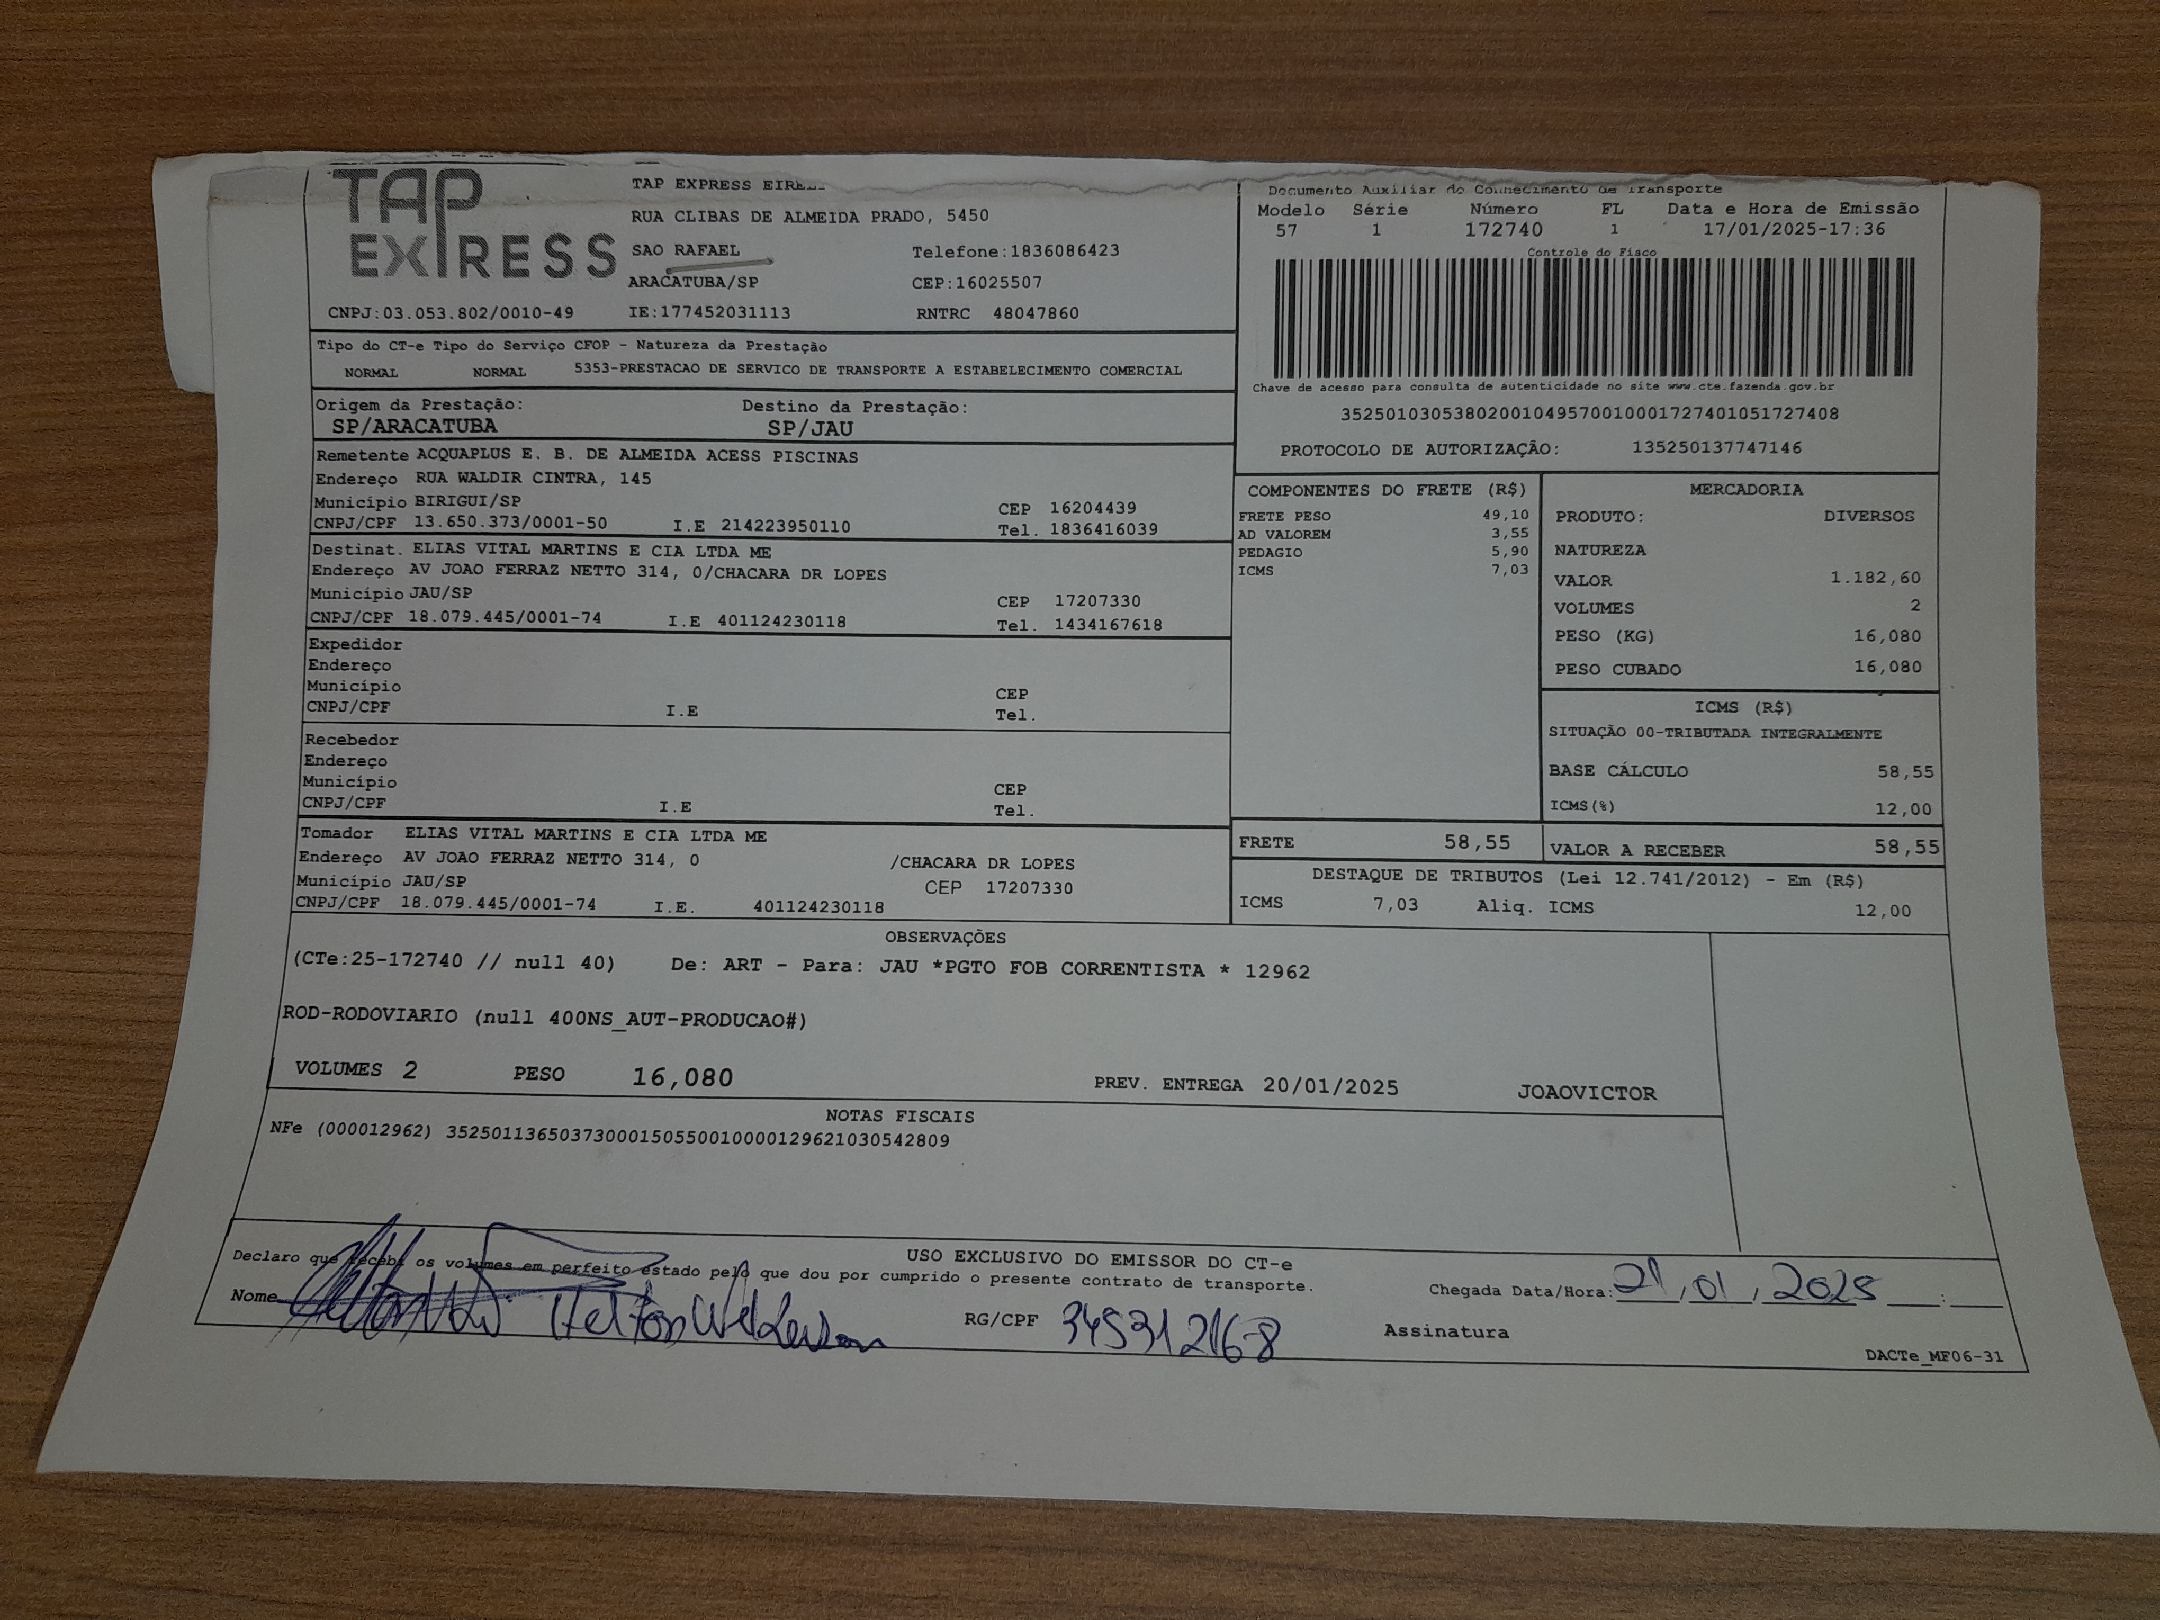 TAP EXPRESS
TAP EXPRESS
RUA CLIBAS DE ALMEIDA PRADO, 5450
SAO RAFAEL Telefone:1836086423
ARACATUBA/SP CEP:16025507
CNPJ:03.053.802/0010-49 IE:177452031113 RNTRC 48047860
Documento Auxiliar do Conhecimento de Transporte
Modelo Série Número FL Data e Hora de Emissão
57 1 172740 1 17/01/2025-17:36
Controle do Fisco
Chave de acesso para consulta de autenticidade no site www.cte.fazenda.gov.br
35250103053802001049570010001727401051727408
PROTOCOLO DE AUTORIZAÇÃO: 135250137747146
Tipo do CT-e Tipo do Serviço CFOP - Natureza da Prestação
NORMAL NORMAL 5353-PRESTACAO DE SERVICO DE TRANSPORTE A ESTABELECIMENTO COMERCIAL
Origem da Prestação: Destino da Prestação:
SP/ARACATUBA SP/JAU
Remetente ACQUAPLUS E. B. DE ALMEIDA ACESS PISCINAS
Endereço RUA WALDIR CINTRA, 145
Município BIRIGUI/SP CEP 16204439
CNPJ/CPF 13.650.373/0001-50 I.E 214223950110 Tel. 1836416039
Destinat. ELIAS VITAL MARTINS E CIA LTDA ME
Endereço AV JOAO FERRAZ NETTO 314, 0/CHACARA DR LOPES
Município JAU/SP CEP 17207330
CNPJ/CPF 18.079.445/0001-74 I.E 401124230118 Tel. 1434167618
Expedidor
Endereço
Município CEP
CNPJ/CPF I.E Tel.
Recebedor
Endereço
Município CEP
CNPJ/CPF I.E Tel.
Tomador ELIAS VITAL MARTINS E CIA LTDA ME
Endereço AV JOAO FERRAZ NETTO 314, 0 /CHACARA DR LOPES
Município JAU/SP CEP 17207330
CNPJ/CPF 18.079.445/0001-74 I.E. 401124230118
COMPONENTES DO FRETE (R$)
FRETE PESO 49,10
AD VALOREM 3,55
PEDAGIO 5,90
ICMS 7,03
MERCADORIA
PRODUTO: DIVERSOS
NATUREZA
VALOR 1.182,60
VOLUMES 2
PESO (KG) 16,080
PESO CUBADO 16,080
ICMS (R$)
SITUAÇÃO 00-TRIBUTADA INTEGRALMENTE
BASE CÁLCULO 58,55
ICMS(%) 12,00
FRETE 58,55 VALOR A RECEBER 58,55
DESTAQUE DE TRIBUTOS (Lei 12.741/2012) - Em (R$)
ICMS 7,03 Aliq. ICMS 12,00
OBSERVAÇÕES
(CTe:25-172740 // null 40) De: ART - Para: JAU *PGTO FOB CORRENTISTA * 12962
ROD-RODOVIARIO (null 400NS_AUT-PRODUCAO#)
VOLUMES 2 PESO 16,080 PREV. ENTREGA 20/01/2025 JOAOVICTOR
NOTAS FISCAIS
NFe (000012962) 35250113650373000150550010000129621030542809
USO EXCLUSIVO DO EMISSOR DO CT-e
Declaro que recebi os volumes em perfeito estado pelo que dou por cumprido o presente contrato de transporte.
Chegada Data/Hora: 21,01,2025 :
Nome Helton RG/CPF 345312168 Assinatura
DACTe_MF06-31